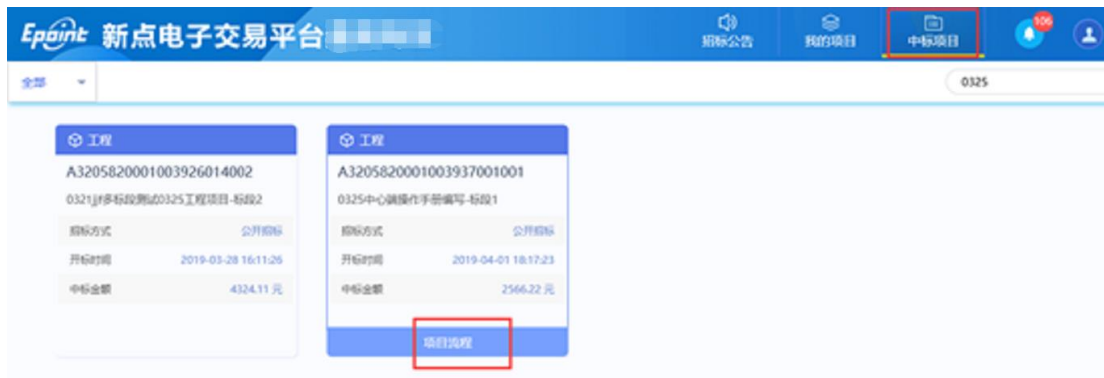 Epoint 新点电子交易平台
招标公告
我的项目
中标项目
106
全部
0325
工程
A3205820001003926014002
0321jjf多标段测试0325工程项目-标段2
招标方式 公开招标
开标时间 2019-03-28 16:11:26
中标金额 4324.11 元
工程
A3205820001003937001001
0325中心端操作手册编写-标段1
招标方式 公开招标
开标时间 2019-04-01 18:17:23
中标金额 2566.22 元
项目流程